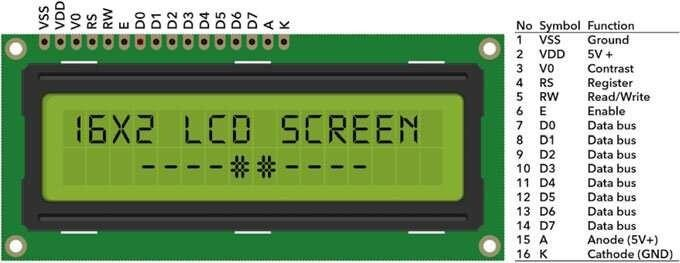 VSS VDD V0 RS RW E D0 D1 D2 D3 D4 D5 D6 D7 A K
16X2 LCD SCREEN
----##----
No Symbol Function
1 VSS Ground
2 VDD 5V +
3 V0 Contrast
4 RS Register
5 RW Read/Write
6 E Enable
7 D0 Data bus
8 D1 Data bus
9 D2 Data bus
10 D3 Data bus
11 D4 Data bus
12 D5 Data bus
13 D6 Data bus
14 D7 Data bus
15 A Anode (5V+)
16 K Cathode (GND)